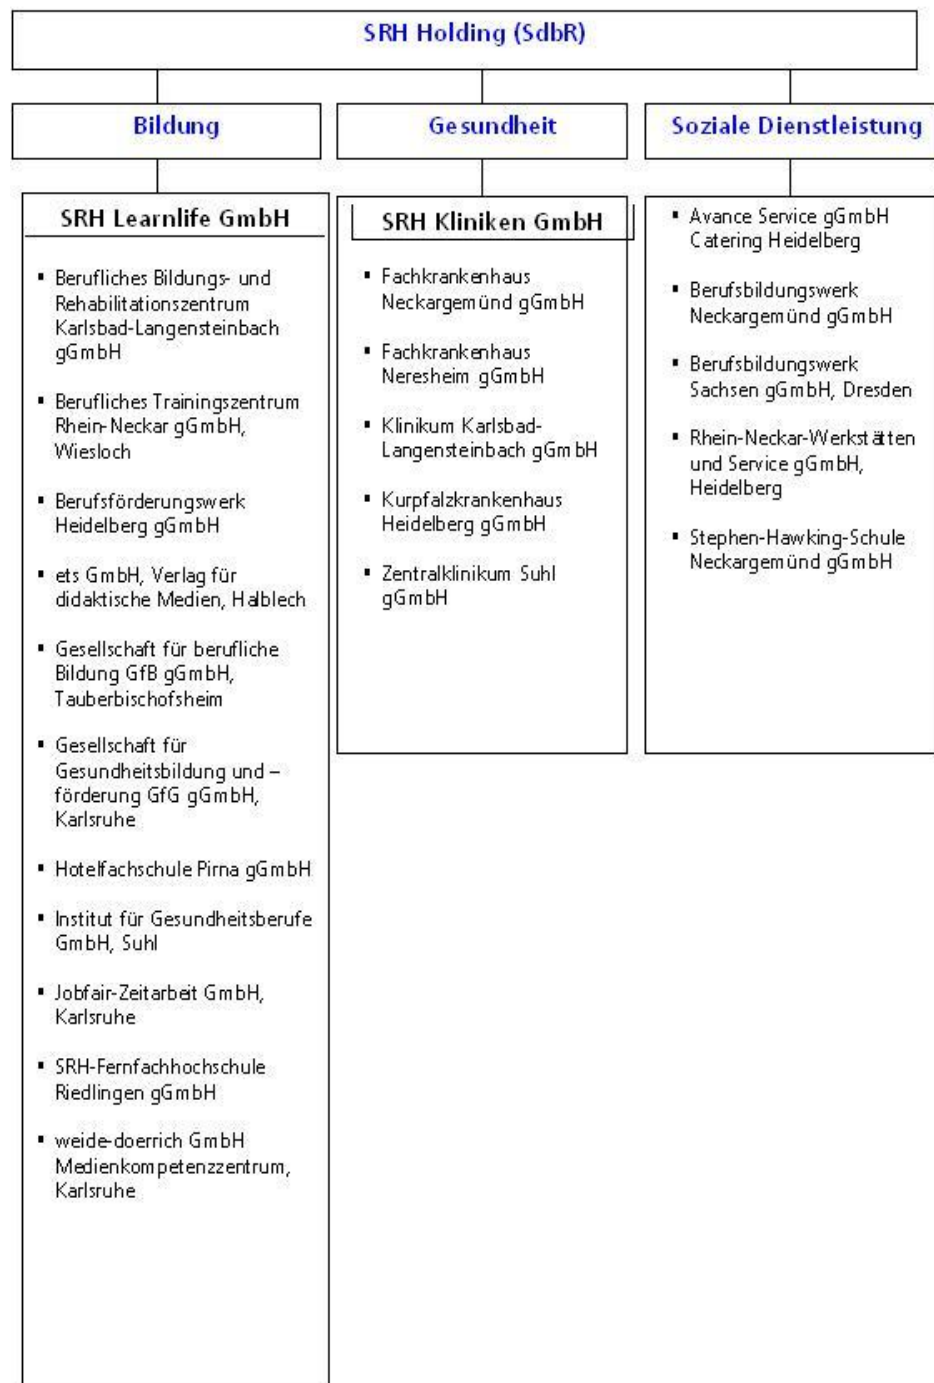 SRH Holding (SdbR)
Bildung
Gesundheit
Soziale Dienstleistung
SRH Learnlife GmbH
▪ Berufliches Bildungs- und
Rehabilitationszentrum
Karlsbad-Langensteinbach
gGmbH
▪ Berufliches Trainingszentrum
Rhein-Neckar gGmbH,
Wiesloch
▪ Berufsförderungswerk
Heidelberg gGmbH
▪ ets GmbH, Verlag für
didaktische Medien, Halblech
▪ Gesellschaft für berufliche
Bildung GfB gGmbH,
Tauberbischofsheim
▪ Gesellschaft für
Gesundheitsbildung und –
förderung GfG gGmbH,
Karlsruhe
▪ Hotelfachschule Pirna gGmbH
▪ Institut für Gesundheitsberufe
GmbH, Suhl
▪ Jobfair-Zeitarbeit GmbH,
Karlsruhe
▪ SRH-Fernfachhochschule
Riedlingen gGmbH
▪ weide-doerrich GmbH
Medienkompetenzzentrum,
Karlsruhe
SRH Kliniken GmbH
▪ Fachkrankenhaus
Neckargemünd gGmbH
▪ Fachkrankenhaus
Neresheim gGmbH
▪ Klinikum Karlsbad-
Langensteinbach gGmbH
▪ Kurpfalzkrankenhaus
Heidelberg gGmbH
▪ Zentralklinikum Suhl
gGmbH
▪ Avance Service gGmbH
Catering Heidelberg
▪ Berufsbildungswerk
Neckargemünd gGmbH
▪ Berufsbildungswerk
Sachsen gGmbH, Dresden
▪ Rhein-Neckar-Werkstätten
und Service gGmbH,
Heidelberg
▪ Stephen-Hawking-Schule
Neckargemünd gGmbH